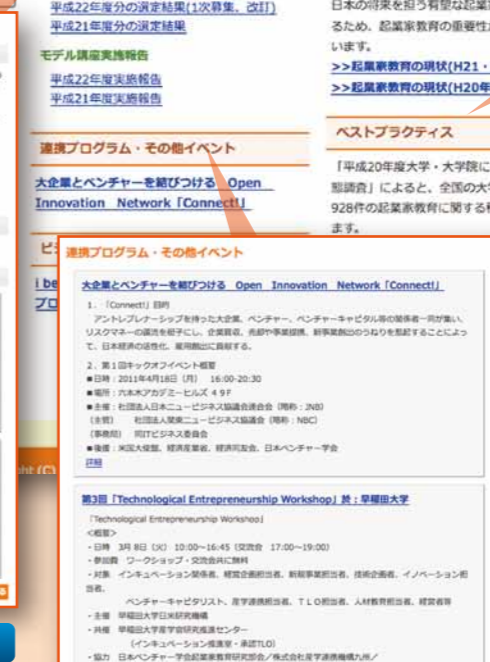 平成22年度分の選定結果(1次募集、改訂)
平成21年度分の選定結果
モデル講座実施報告
平成22年度実施報告
平成21年度実施報告
連携プログラム・その他イベント
大企業とベンチャーを結びつける Open
Innovation Network「Connect!」
i be
日本の将来を担う有望な起業
るため、起業家教育の重要性
います。
>>起業家教育の現状(H21・
>>起業家教育の現状(H20年
ベストプラクティス
「平成20年度大学・大学院に
態調査」によると、全国の大学
928件の起業家教育に関する
ます。
連携プログラム・その他イベント
大企業とベンチャーを結びつける Open Innovation Network「Connect!」
1. 「Connect!」目的
アントレプレナーシップを持った大企業、ベンチャー、ベンチャーキャピタル等の関係者一同が集い、
リスクマネーの還流を梃子にし、企業買収、売却や事業提携、新事業創出のうねりを惹起することによっ
て、日本経済の活性化、雇用創出に貢献する。
2. 第1回キックオフイベント概要
■日時:2011年4月18日(月) 16:00-20:30
■場所:六本木アカデミーヒルズ 49F
■主催:社団法人日本ニュービジネス協議会連合会(略称:JNB)
(主管) 社団法人関東ニュービジネス協議会(略称:NBC)
(事務局) 同ITビジネス委員会
■後援:米国大使館、経済産業省、経済同友会、日本ベンチャー学会
詳細
第3回「Technological Entrepreneurship Workshop」於:早稲田大学
「Technological Entrepreneurship Workshop」
<概要>
・日時 3月 8日(火) 10:00~16:45(交流会 17:00~19:00)
・参加費 ワークショップ・交流会共に無料
・対象 インキュベーション関係者、経営企画担当者、新規事業担当者、技術企画者、イノベーション担
当者、
ベンチャーキャピタリスト、産学連携担当者、TLO担当者、人材教育担当者、経営者等
・主催 早稲田大学日米研究機構
・共催 早稲田大学産学官研究推進センター
(インキュベーション推進室・承認TLO)
・協力 日本ベンチャー学会起業家教育研究部会/株式会社産学連携機構九州/